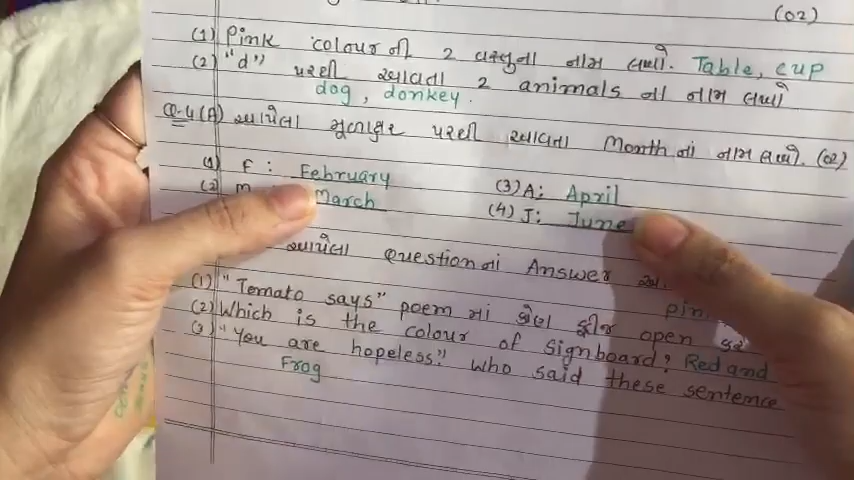 (02)
(1) Pink colour ની 2 વસ્તુના નામ લખો. Table, cup
(2) "d" પરથી આવતા 2 animals ના નામ લખો
dog, donkey.
Q-4 (A) આપેલા મૂળાક્ષર પરથી આવતા Month નાં નામ લખો. (02)
(1) F: February (3) A: April
(2) M March (4) J: June
આપેલા Question નાં Answer
(1) "Tomato says" poem માં કોણ ફ્રીજ open
(2) Which is the colour of signboard? Red and
(3) "You are hopeless." who said these sentence
Frog